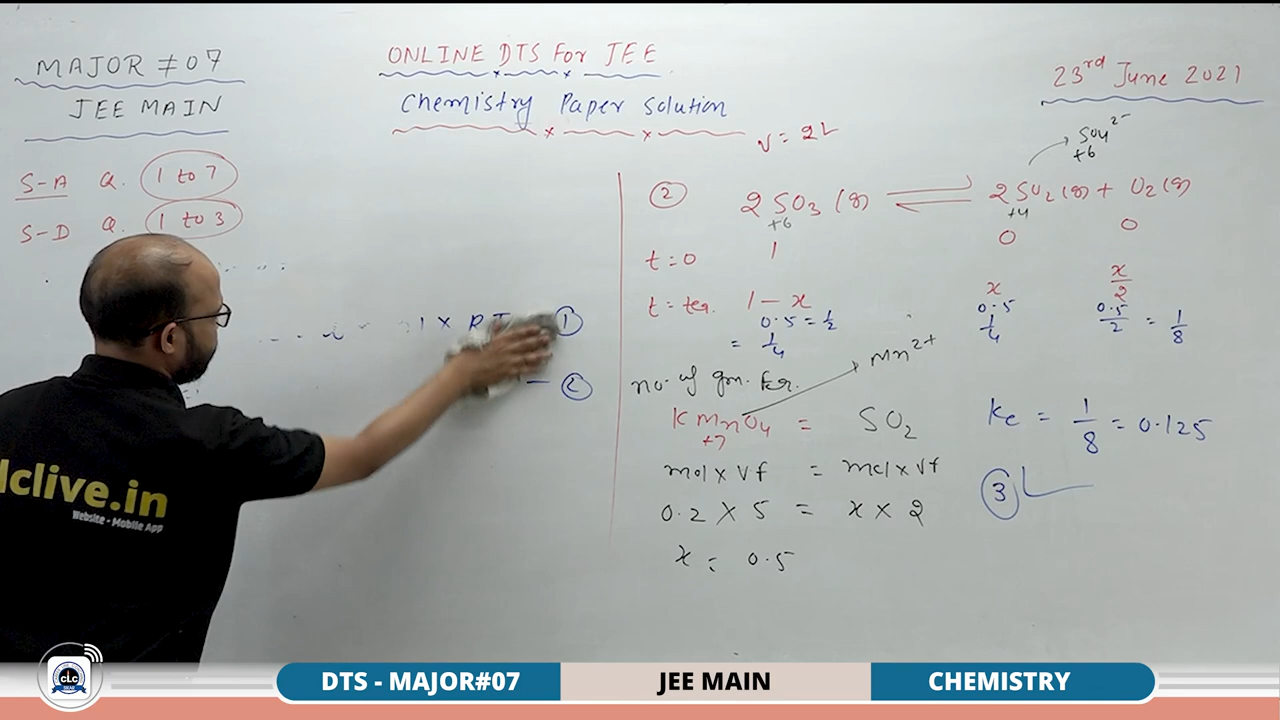 MAJOR # 07
JEE MAIN
S-A Q. 1 to 7
S-D Q. 1 to 3
ONLINE DTS For JEE
Chemistry Paper Solution
23rd June 2021
V = 2L
② 2SO3 (g) ⇌ 2SO2(g) + O2(g)
SO4 2-
+6
+6 +4
t=0 1 0 0
t = teq. 1 - x x x/2
0.5 = 1/2 0.5 0.5/2 = 1/8
= 1/4 1/4
1 x RT ①
— ②
no. of gm. Eq.
KMnO4 = SO2
+7
Mn2+
mol x Vf = mol x Vf
0.2 X 5 = x x 2
x = 0.5
Kc = 1/8 = 0.125
③
lclive.in
Website - Mobile App
CLC
SIKAR
DTS - MAJOR#07
JEE MAIN
CHEMISTRY